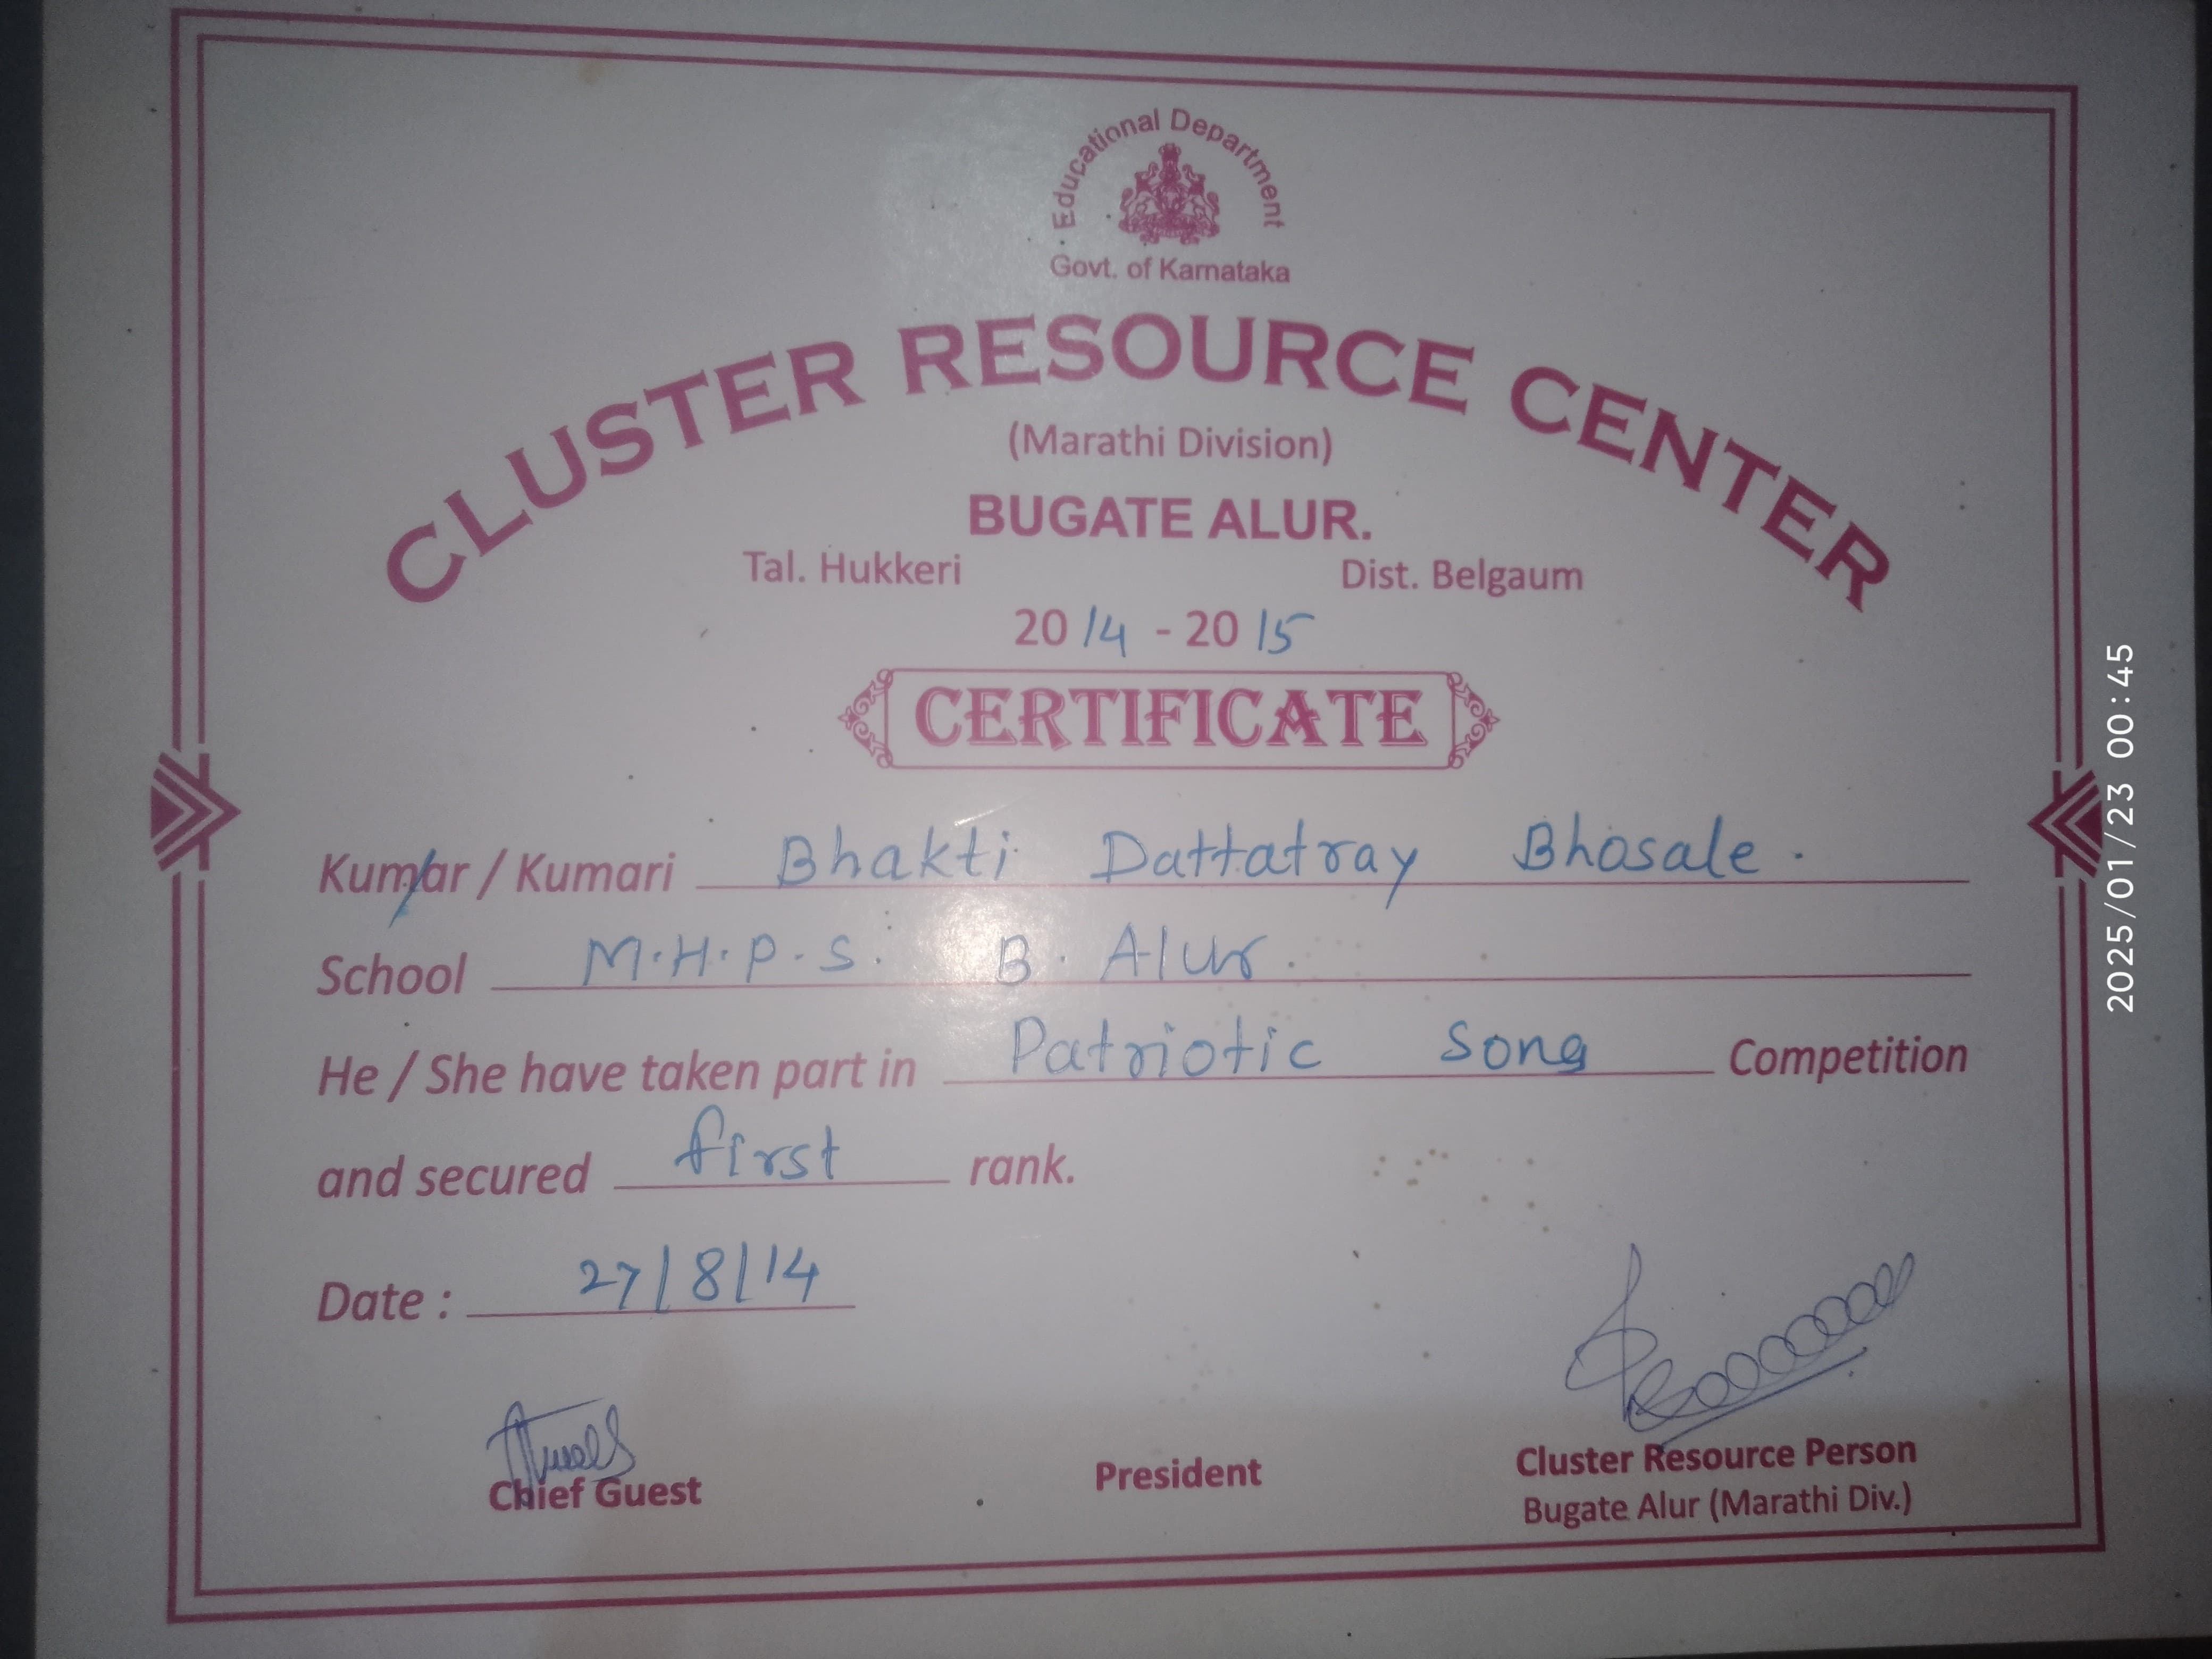 Educational Department
Govt. of Karnataka
CLUSTER RESOURCE CENTER
(Marathi Division)
BUGATE ALUR.
Tal. Hukkeri Dist. Belgaum
2014 - 2015
CERTIFICATE
Kumar / Kumari Bhakti Dattatray Bhosale.
School M.H.P.S. B. Alur.
He / She have taken part in Patriotic Song Competition
and secured first rank.
Date : 27/8/14
Chief Guest
President
Cluster Resource Person
Bugate Alur (Marathi Div.)
2025/01/23 00:45